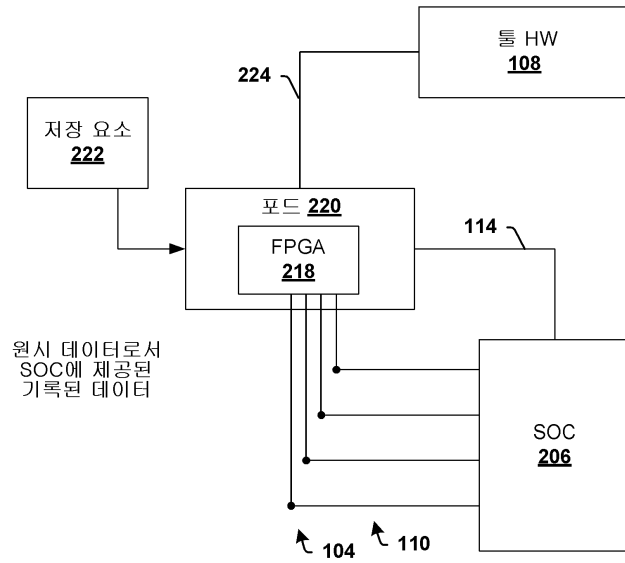 툴 HW
108
224
저장 요소
222
포드 220
114
FPGA
218
원시 데이터로서
SOC에 제공된
기록된 데이터
SOC
206
104
110